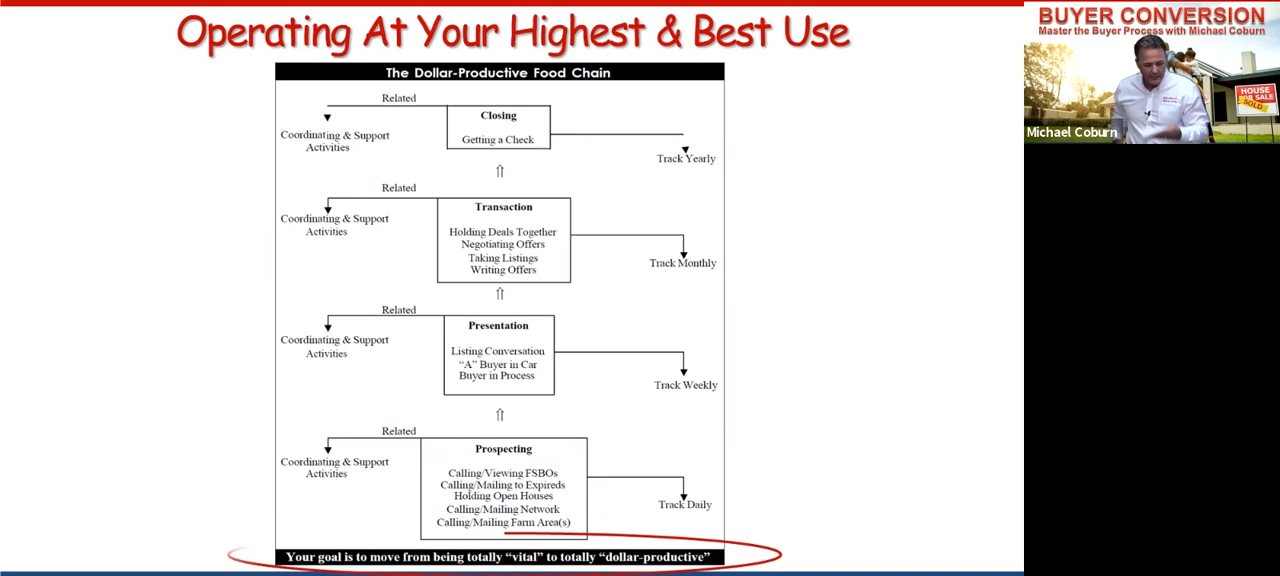 Operating At Your Highest & Best Use
The Dollar-Productive Food Chain
Related
Closing
Getting a Check
Coordinating & Support
Activities
Track Yearly
⇑
Related
Transaction
Holding Deals Together
Negotiating Offers
Taking Listings
Writing Offers
Coordinating & Support
Activities
Track Monthly
⇑
Related
Presentation
Listing Conversation
“A” Buyer in Car
Buyer in Process
Coordinating & Support
Activities
Track Weekly
⇑
Related
Prospecting
Calling/Viewing FSBOs
Calling/Mailing to Expireds
Holding Open Houses
Calling/Mailing Network
Calling/Mailing Farm Area(s)
Coordinating & Support
Activities
Track Daily
Your goal is to move from being totally “vital” to totally “dollar-productive”
BUYER CONVERSION
Master the Buyer Process with Michael Coburn
HOUSE
FOR SALE
SOLD
Michael Coburn